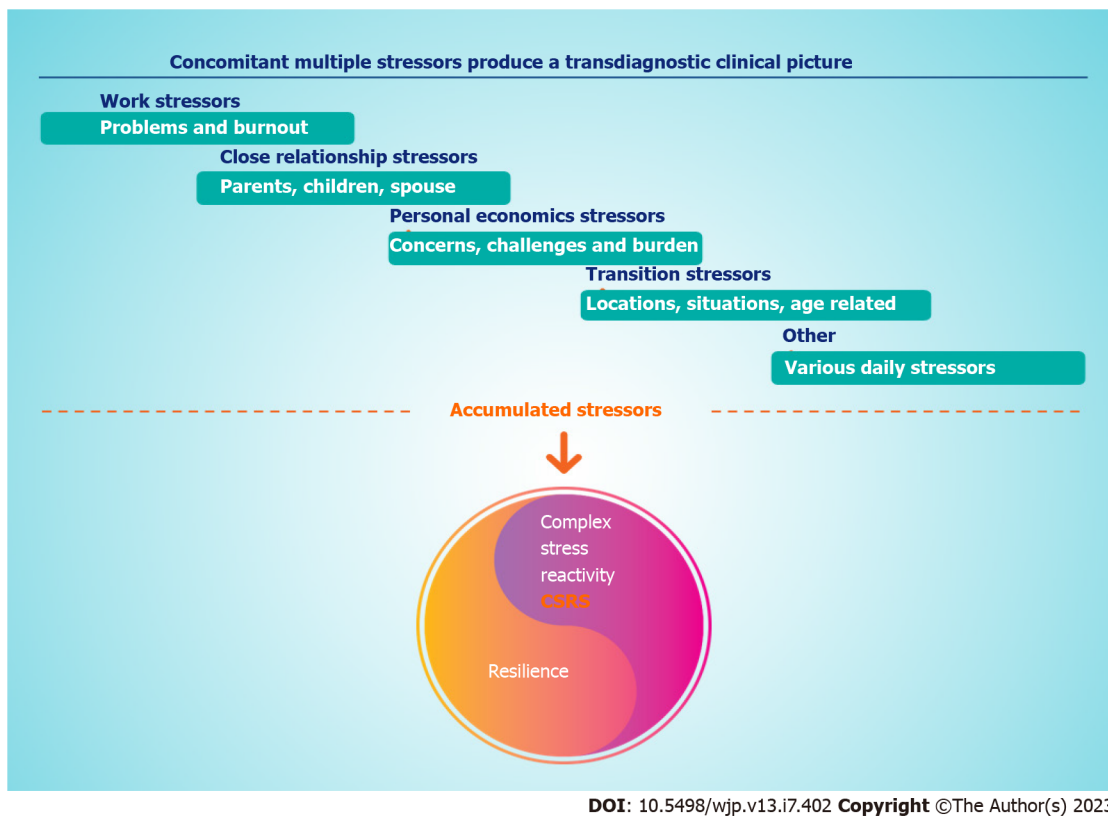 Concomitant multiple stressors produce a transdiagnostic clinical picture
Work stressors
Problems and burnout
Close relationship stressors
Parents, children, spouse
Personal economics stressors
Concerns, challenges and burden
Transition stressors
Locations, situations, age related
Other
Various daily stressors
Accumulated stressors
Complex
stress
reactivity
CSRS
Resilience
DOI: 10.5498/wjp.v13.i7.402 Copyright ©The Author(s) 2023